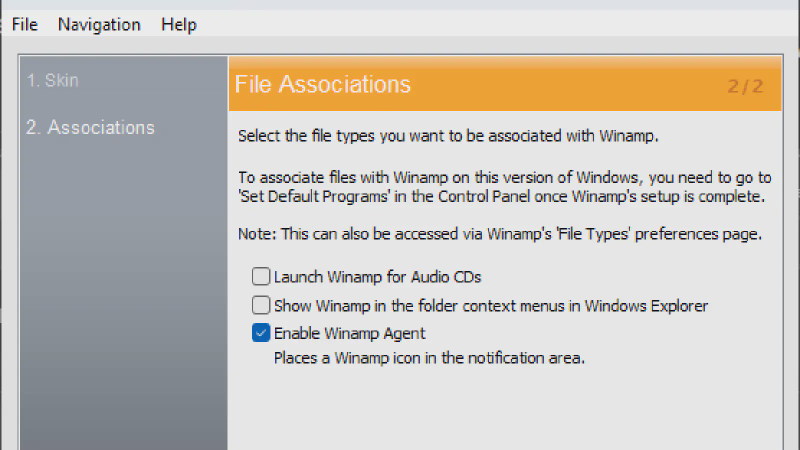 File Navigation Help
1. Skin
2. Associations
File Associations 2/2
Select the file types you want to be associated with Winamp.
To associate files with Winamp on this version of Windows, you need to go to
'Set Default Programs' in the Control Panel once Winamp's setup is complete.
Note: This can also be accessed via Winamp's 'File Types' preferences page.
Launch Winamp for Audio CDs
Show Winamp in the folder context menus in Windows Explorer
Enable Winamp Agent
Places a Winamp icon in the notification area.